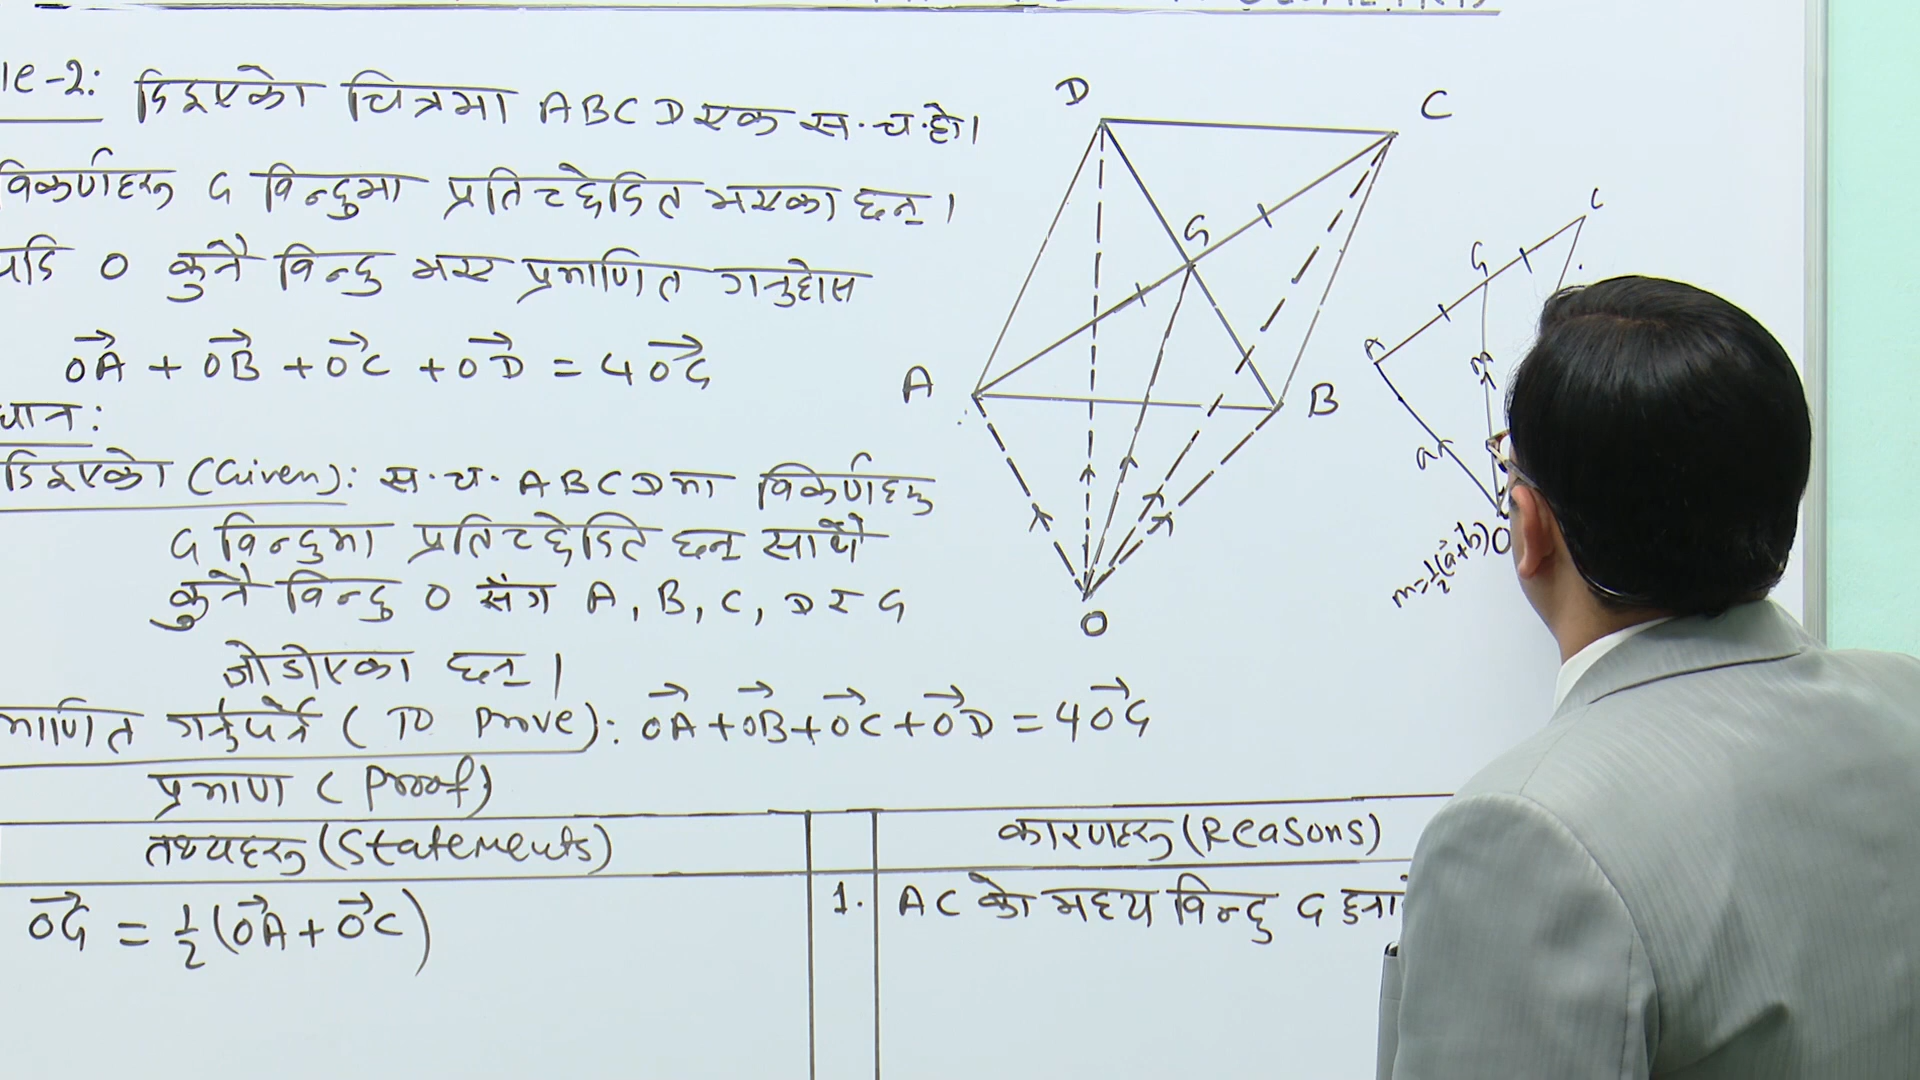 le-2: दिइएको चित्रमा ABCD एक स.च.हो।
विकर्णहरू G विन्दुमा प्रतिच्छेदित भएका छन्।
यदि O कुनै विन्दु भए प्रमाणित गर्नुहोस
OA→ + OB→ + OC→ + OD→ = 4OG→
धान:
दिइएको (Given): स.च. ABCD मा विकर्णहरू
G विन्दुमा प्रतिच्छेदित छन् साथै
कुनै विन्दु O संग A, B, C, D र G
जोडीएका छन्।
माणित गर्नुपर्ने (To Prove): OA→ + OB→ + OC→ + OD→ = 4OG→
प्रमाण (Proof)
तथ्यहरू (Statements)
कारणहरू (Reasons)
OG→ = 1/2 (OA→ + OC→)
1. AC को मध्य विन्दु G हुना
D
C
G
A
B
O
C
G
A
m
a
O
m = 1/2 (a→ + b→)